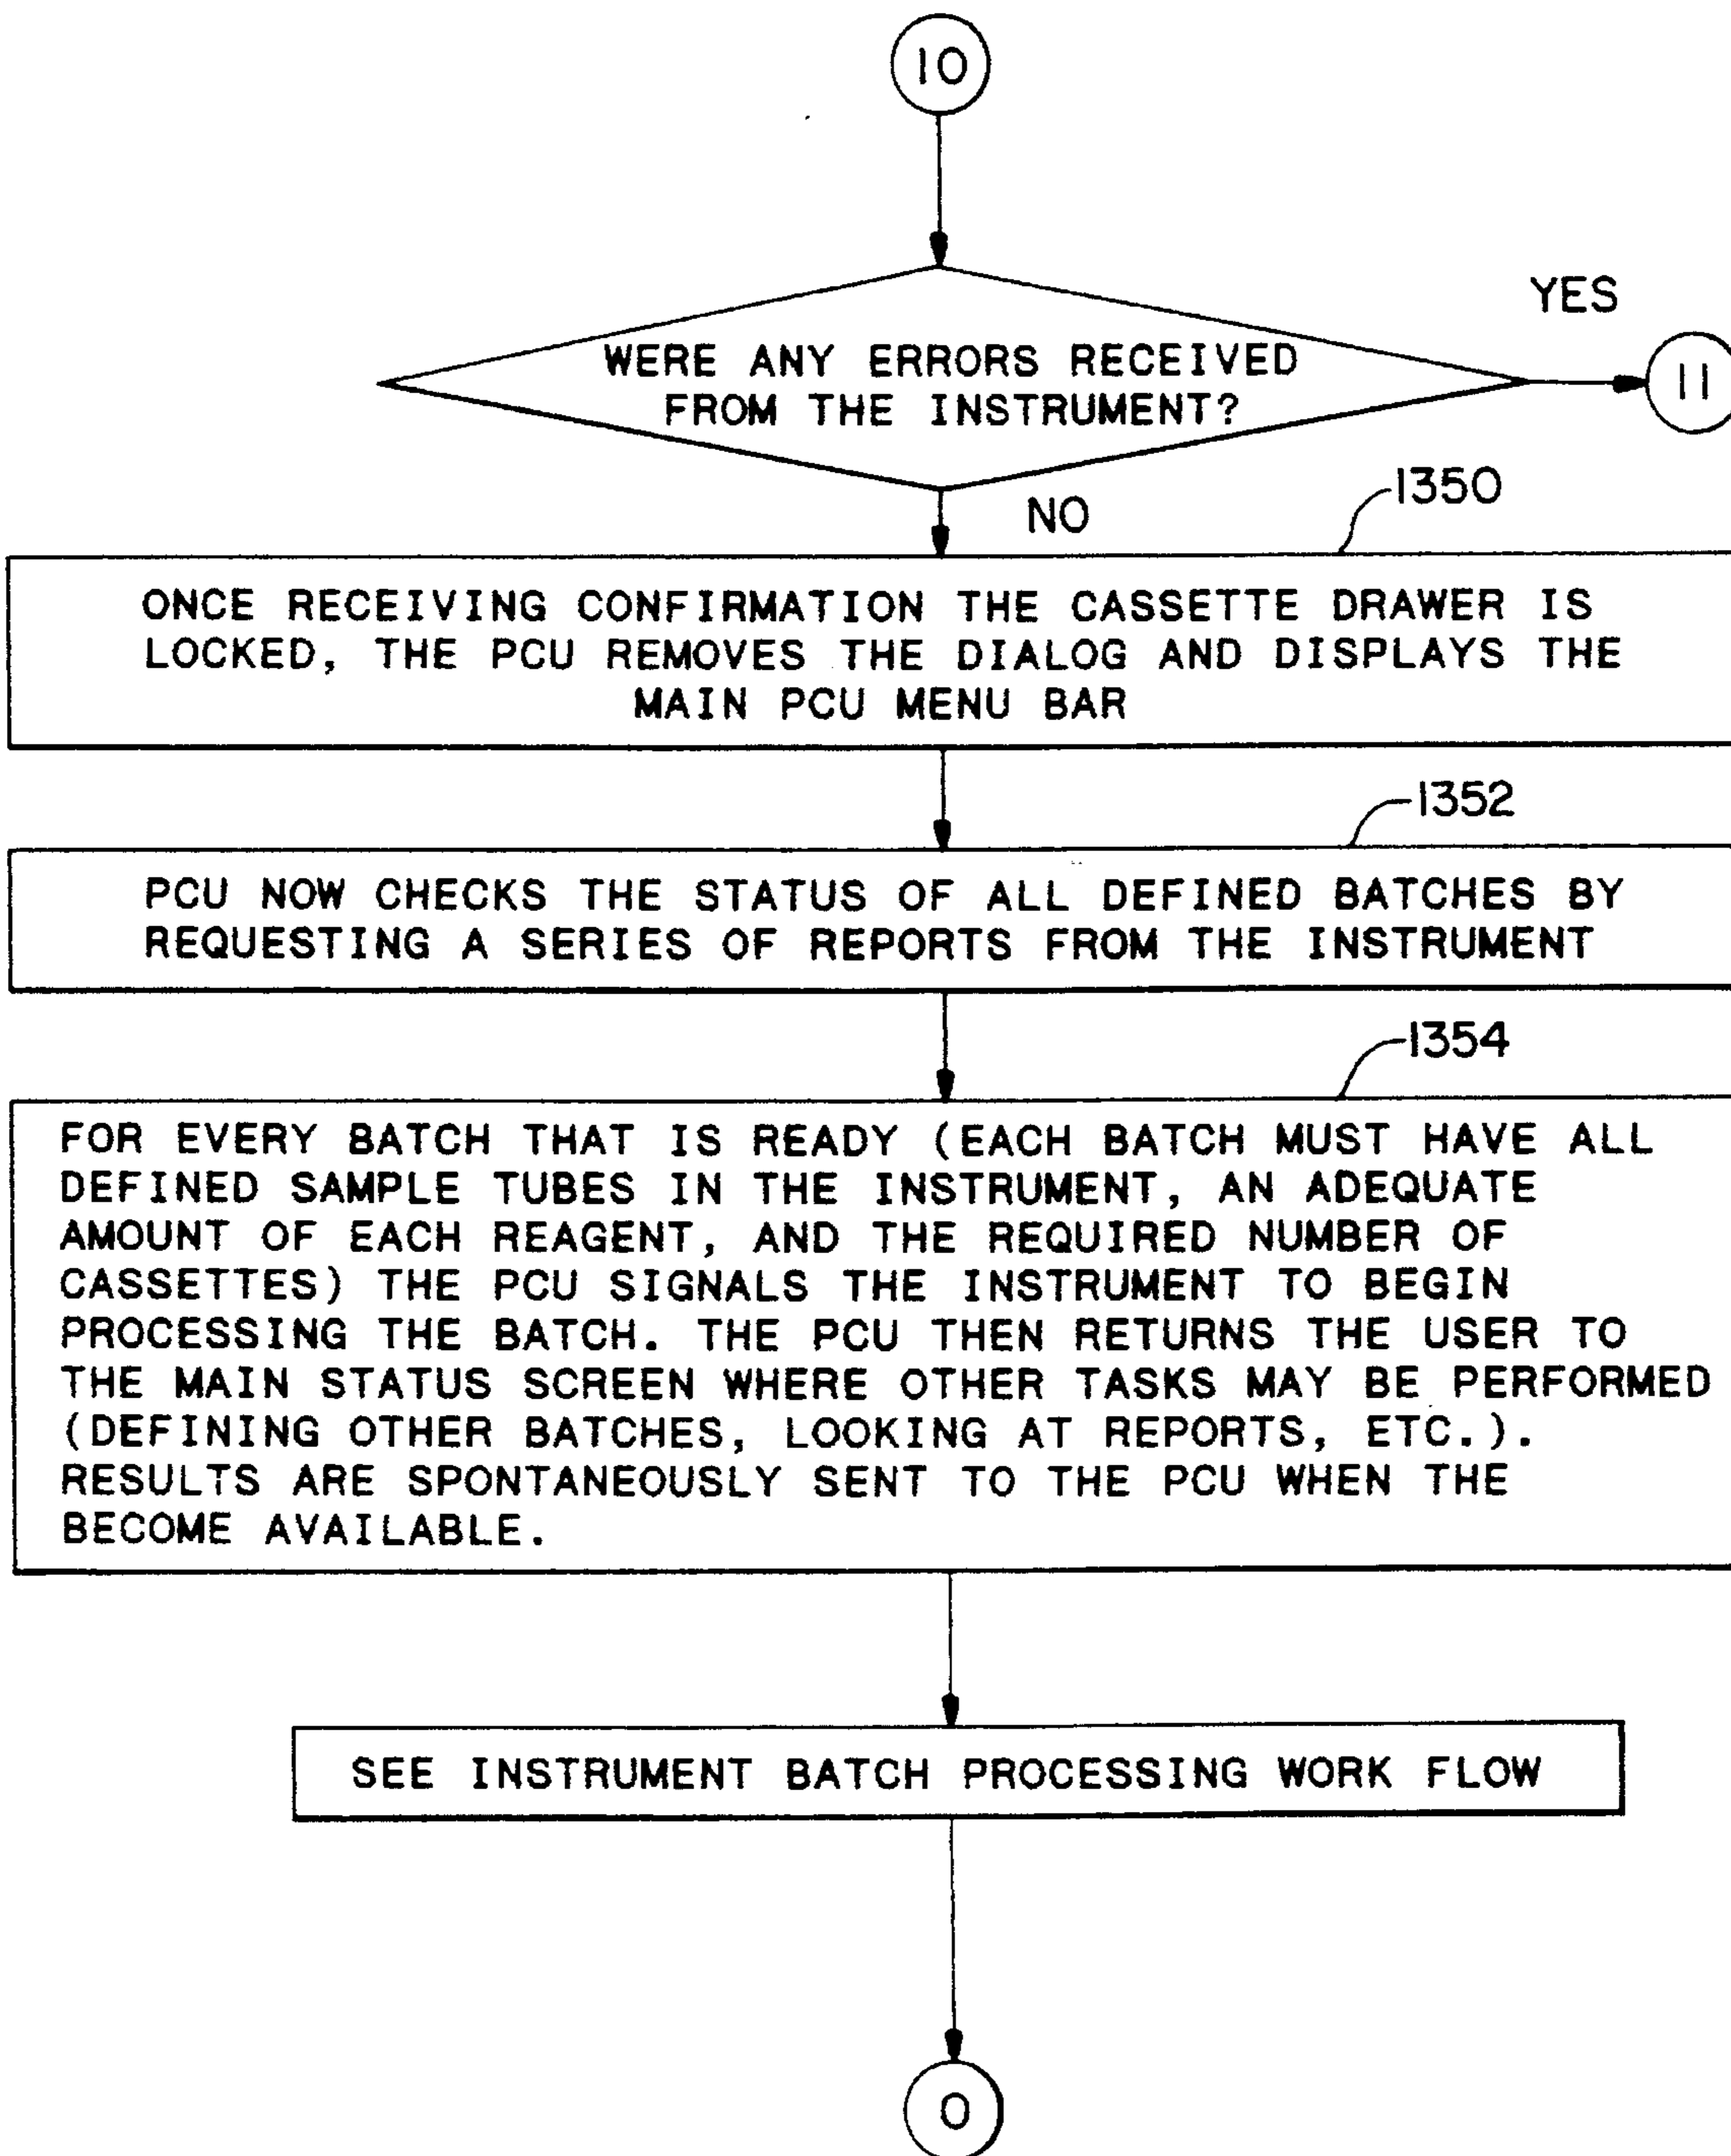 10
YES
WERE ANY ERRORS RECEIVED
FROM THE INSTRUMENT?
11
NO
1350
ONCE RECEIVING CONFIRMATION THE CASSETTE DRAWER IS
LOCKED, THE PCU REMOVES THE DIALOG AND DISPLAYS THE
MAIN PCU MENU BAR
1352
PCU NOW CHECKS THE STATUS OF ALL DEFINED BATCHES BY
REQUESTING A SERIES OF REPORTS FROM THE INSTRUMENT
1354
FOR EVERY BATCH THAT IS READY (EACH BATCH MUST HAVE ALL
DEFINED SAMPLE TUBES IN THE INSTRUMENT, AN ADEQUATE
AMOUNT OF EACH REAGENT, AND THE REQUIRED NUMBER OF
CASSETTES) THE PCU SIGNALS THE INSTRUMENT TO BEGIN
PROCESSING THE BATCH. THE PCU THEN RETURNS THE USER TO
THE MAIN STATUS SCREEN WHERE OTHER TASKS MAY BE PERFORMED
(DEFINING OTHER BATCHES, LOOKING AT REPORTS, ETC.).
RESULTS ARE SPONTANEOUSLY SENT TO THE PCU WHEN THE
BECOME AVAILABLE.
SEE INSTRUMENT BATCH PROCESSING WORK FLOW
0